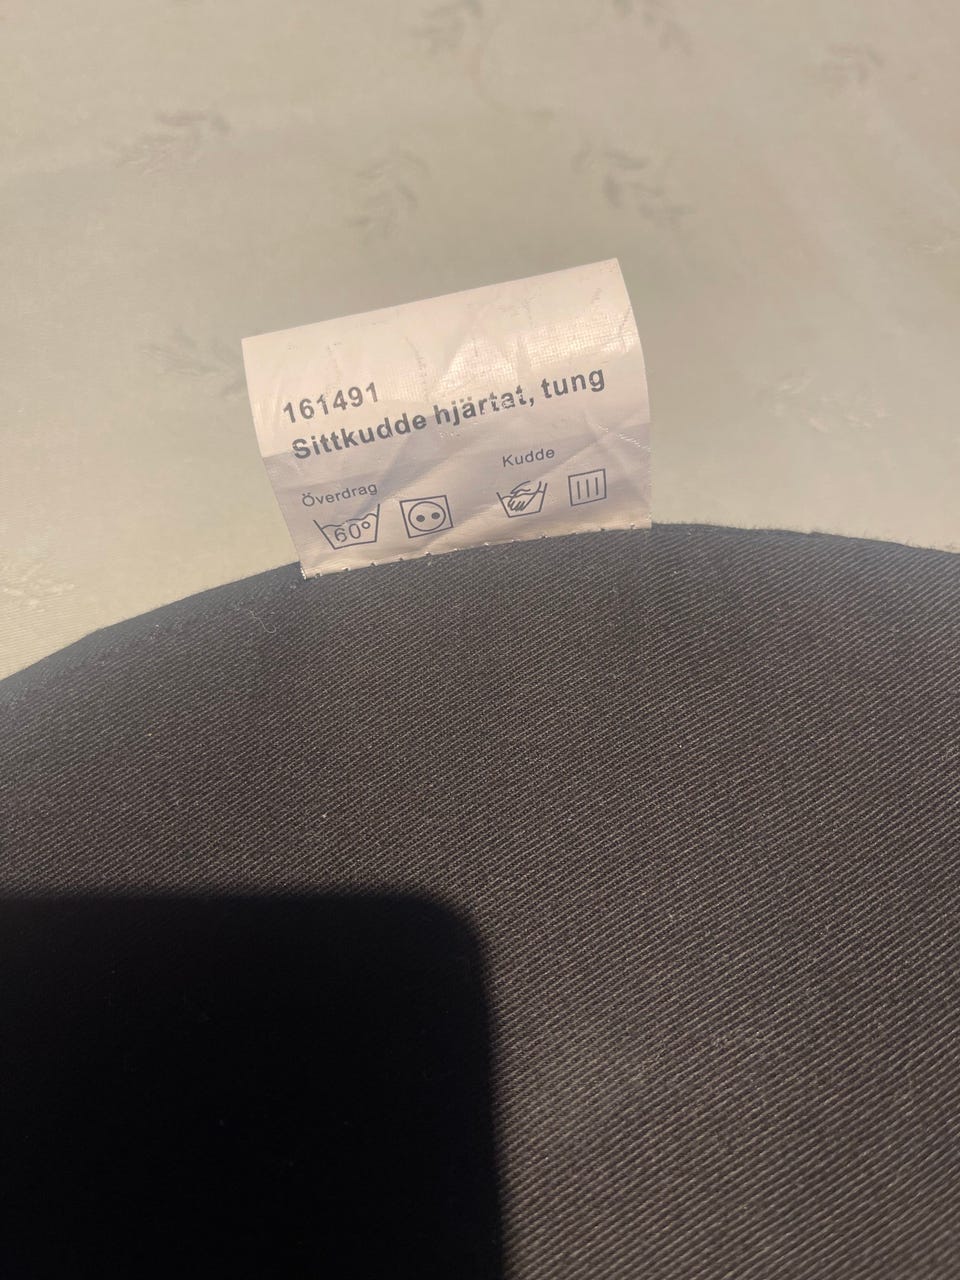 161491
Sittkudde hjärtat, tung
Överdrag
Kudde
60°